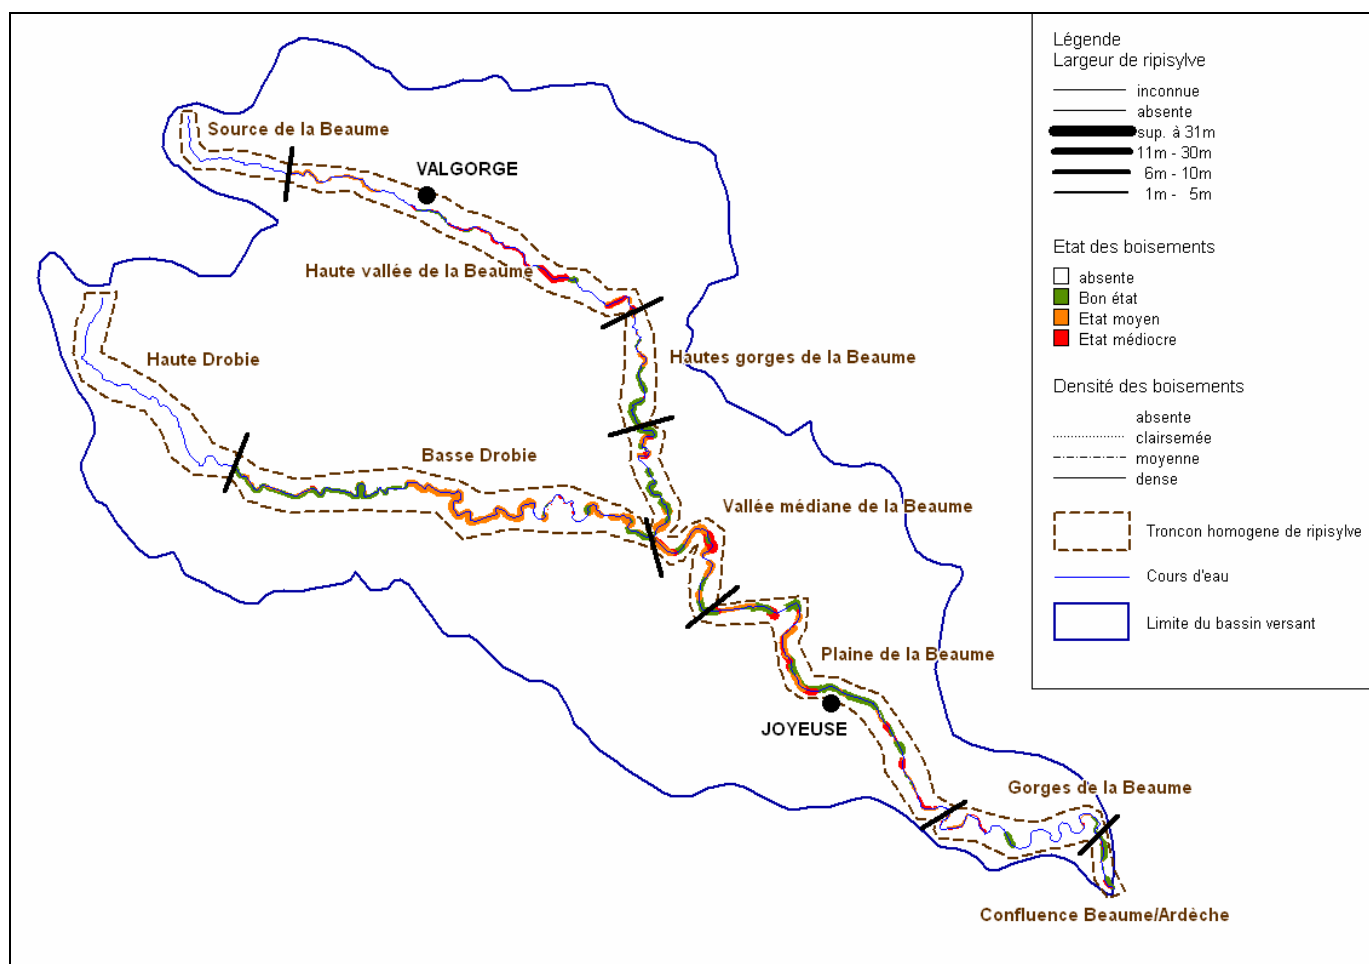 Source de la Beaume
VALGORGE
Haute vallée de la Beaume
Haute Drobie
Hautes gorges de la Beaume
Basse Drobie
Vallée médiane de la Beaume
Plaine de la Beaume
JOYEUSE
Gorges de la Beaume
Confluence Beaume/Ardèche
Légende
Largeur de ripisylve
inconnue
absente
sup. à 31m
11m - 30m
6m - 10m
1m - 5m
Etat des boisements
absente
Bon état
Etat moyen
Etat médiocre
Densité des boisements
absente
clairsemée
moyenne
dense
Troncon homogene de ripisylve
Cours d'eau
Limite du bassin versant